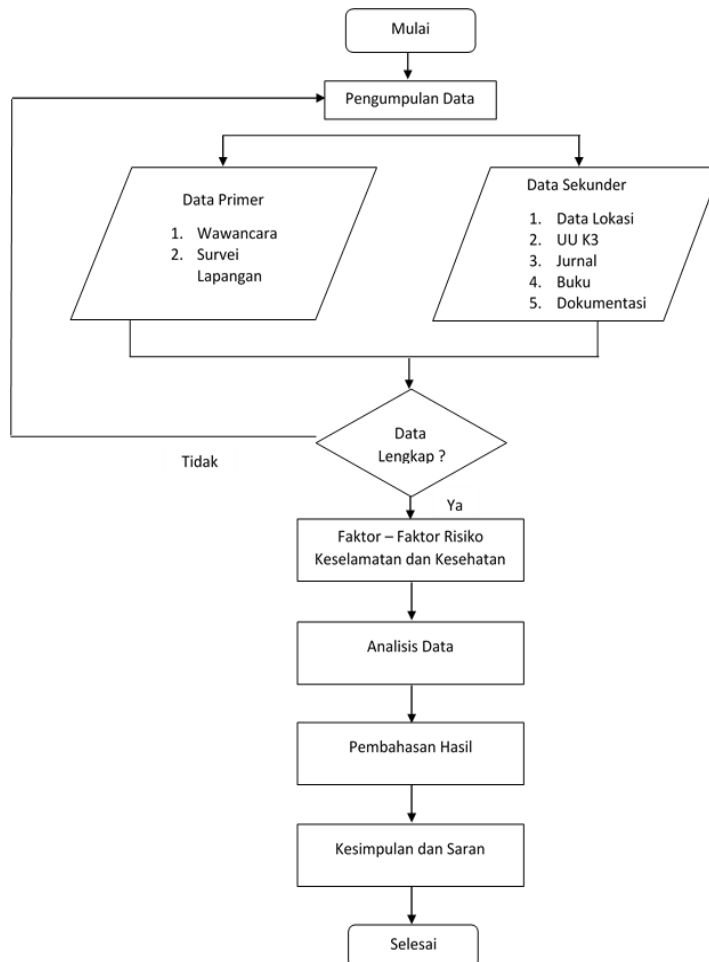 Mulai
Pengumpulan Data
Data Primer
1. Wawancara
2. Survei
Lapangan
Data Sekunder
1. Data Lokasi
2. UU K3
3. Jurnal
4. Buku
5. Dokumentasi
Data
Lengkap ?
Tidak
Ya
Faktor – Faktor Risiko
Keselamatan dan Kesehatan
Analisis Data
Pembahasan Hasil
Kesimpulan dan Saran
Selesai